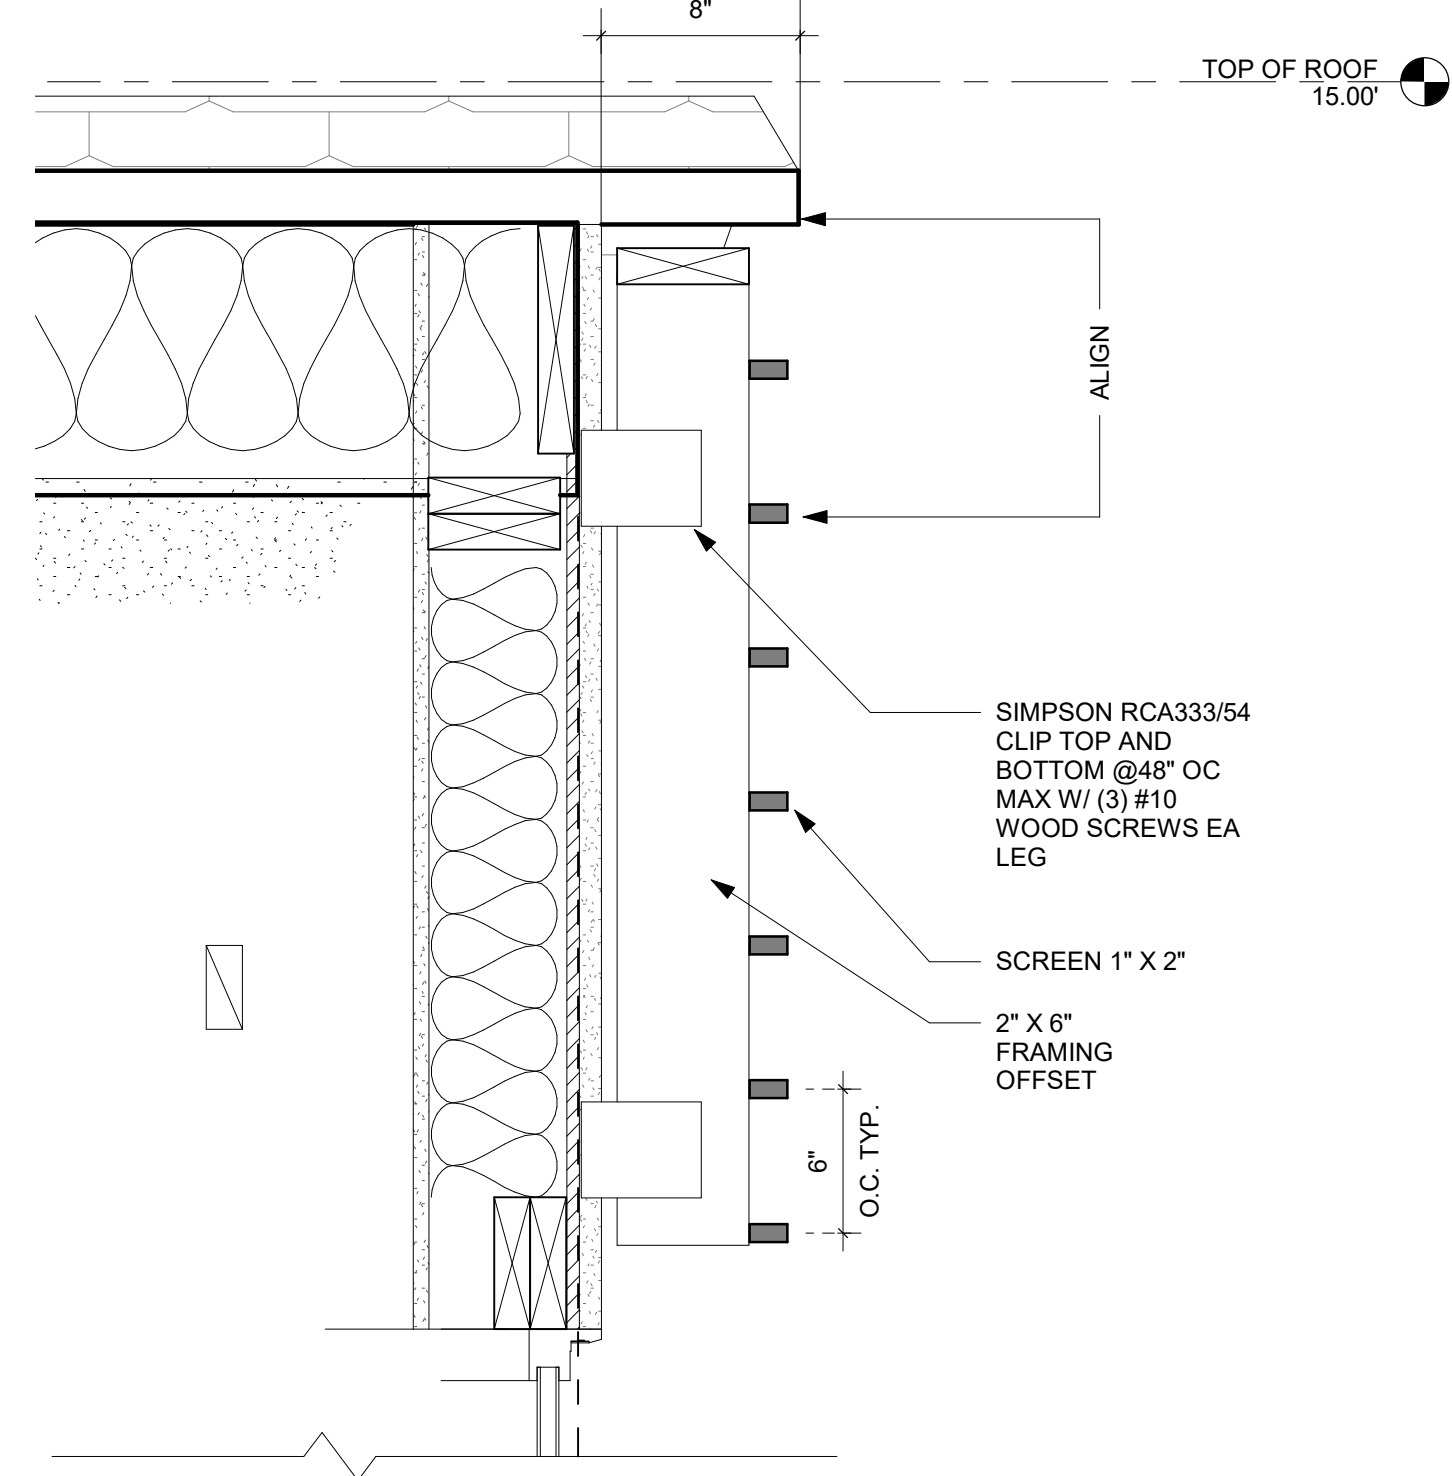 8"
TOP OF ROOF
15.00'
ALIGN
SIMPSON RCA333/54
CLIP TOP AND
BOTTOM @48" OC
MAX W/ (3) #10
WOOD SCREWS EA
LEG
SCREEN 1" X 2"
2" X 6"
FRAMING
OFFSET
6"
O.C. TYP.